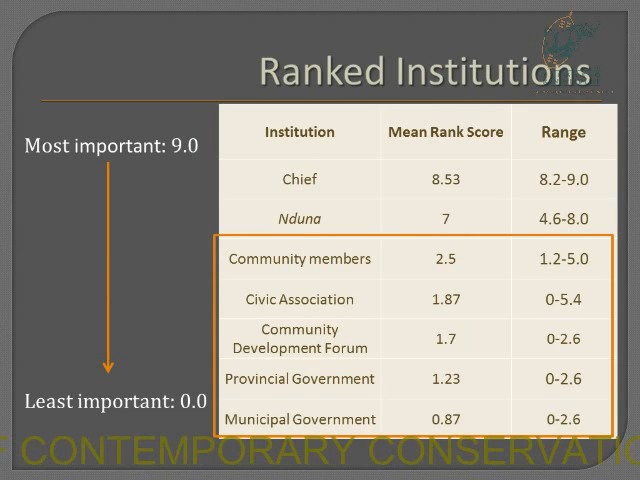 Ranked Institutions
Most important: 9.0
Least important: 0.0
Institution Mean Rank Score Range
Chief 8.53 8.2-9.0
Nduna 7 4.6-8.0
Community members 2.5 1.2-5.0
Civic Association 1.87 0-5.4
Community
Development Forum 1.7 0-2.6
Provincial Government 1.23 0-2.6
Municipal Government 0.87 0-2.6
F CONTEMPORARY CONSERVATIO